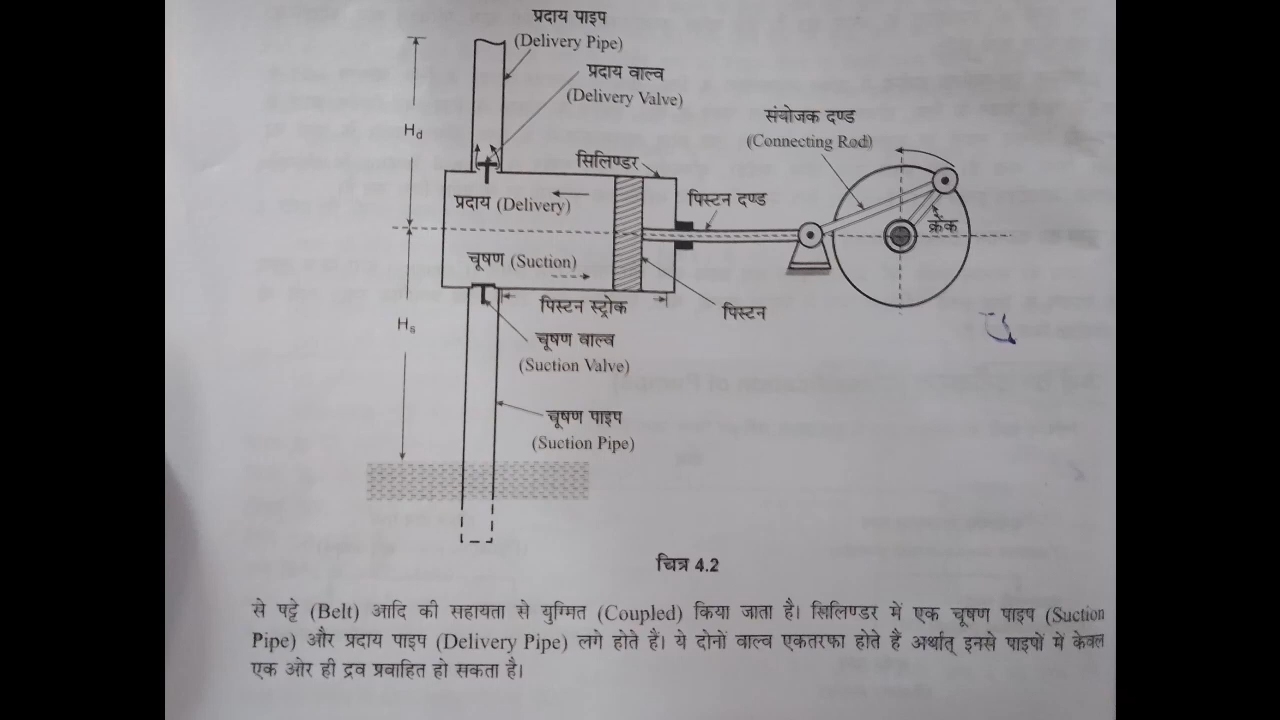 प्रदाय पाइप
(Delivery Pipe)
प्रदाय वाल्व
(Delivery Valve)
संयोजक दण्ड
(Connecting Rod)
H_d
सिलिण्डर
प्रदाय (Delivery)
पिस्टन दण्ड
क्रेंक
चूषण (Suction)
पिस्टन स्ट्रोक
पिस्टन
H_s
चूषण वाल्व
(Suction Valve)
चूषण पाइप
(Suction Pipe)
चित्र 4.2
से पट्टे (Belt) आदि की सहायता से युग्मित (Coupled) किया जाता है। सिलिण्डर में एक चूषण पाइप (Suction
Pipe) और प्रदाय पाइप (Delivery Pipe) लगे होते हैं। ये दोनों वाल्व एकतरफा होते हैं अर्थात् इनसे पाइपों में केवल
एक ओर ही द्रव प्रवाहित हो सकता है।